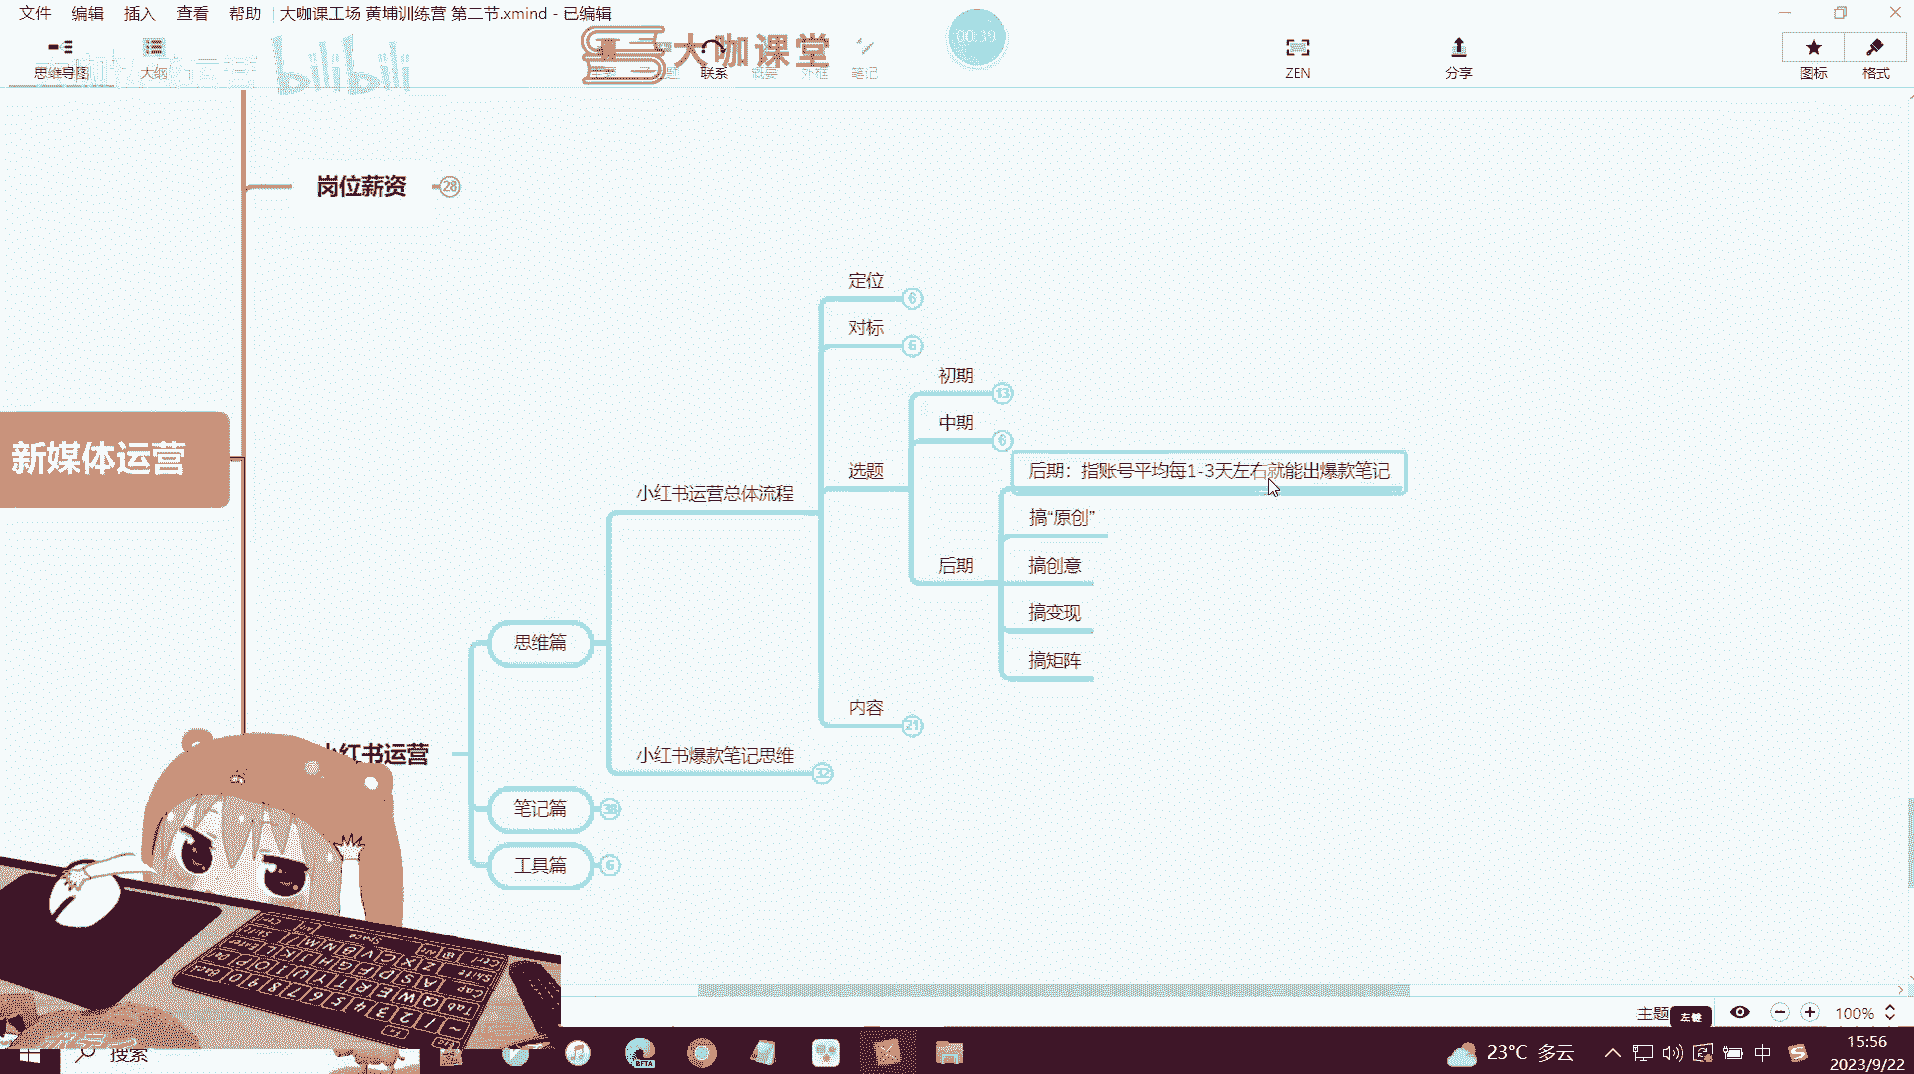 文件 编辑 插入 查看 帮助 大咖课工场 黄埔训练营 第二节.xmind - 已编辑
思维导图 大纲 联系 概要 外框 笔记 ZEN 分享 图标 格式
bilibili
大咖课堂
00:39
岗位薪资 28
定位 6
对标 6
初期 13
中期 6
新媒体运营
选题
后期：指账号平均每1-3天左右就能出爆款笔记
小红书运营总体流程
搞“原创”
后期
搞创意
搞变现
思维篇
搞矩阵
内容 21
小红书运营
小红书爆款笔记思维 32
笔记篇 38
工具篇 6
主题
左键
100%
搜索
BETA
23°C 多云
中
15:56
2023/9/22